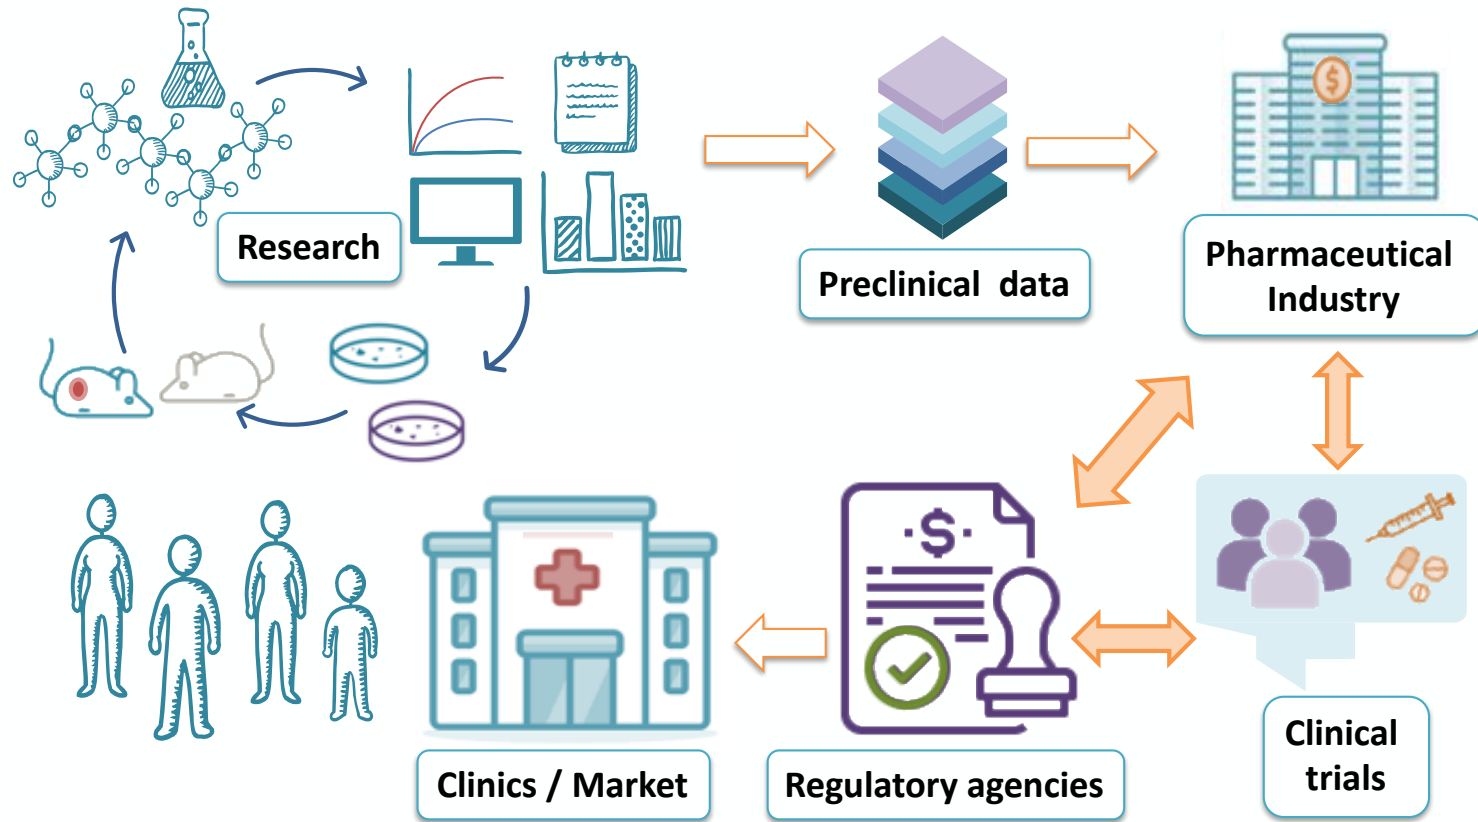 Research
Preclinical  data
Pharmaceutical
Industry
$
$
Clinics / Market
Regulatory agencies
Clinical
trials